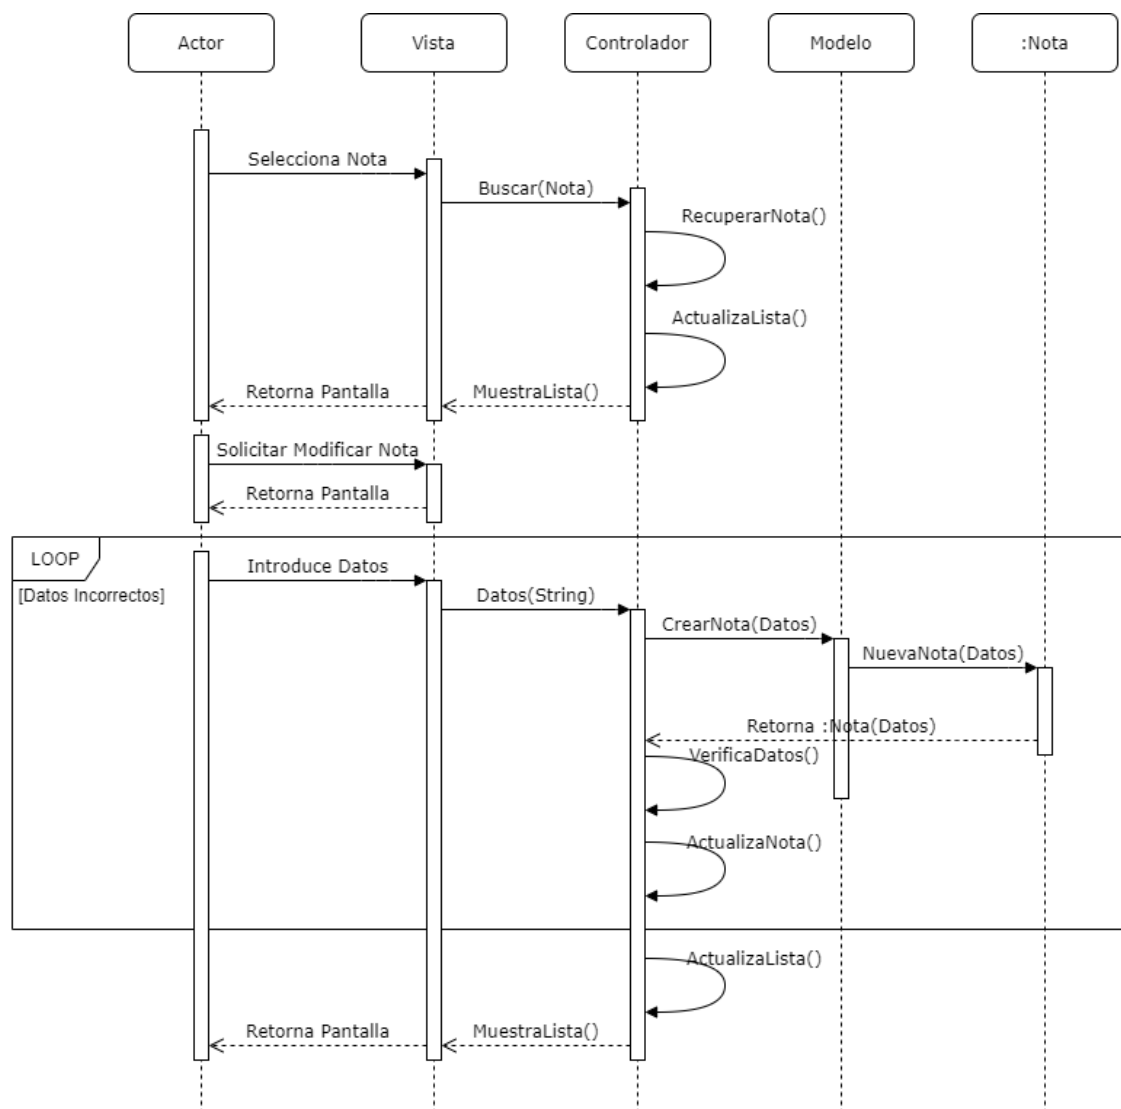 Actor
Vista
Controlador
Modelo
:Nota
Selecciona Nota
Buscar(Nota)
RecuperarNota()
ActualizaLista()
Retorna Pantalla
MuestraLista()
Solicitar Modificar Nota
Retorna Pantalla
LOOP
[Datos Incorrectos]
Introduce Datos
Datos(String)
CrearNota(Datos)
NuevaNota(Datos)
Retorna :Nota(Datos)
VerificaDatos()
ActualizaNota()
ActualizaLista()
Retorna Pantalla
MuestraLista()